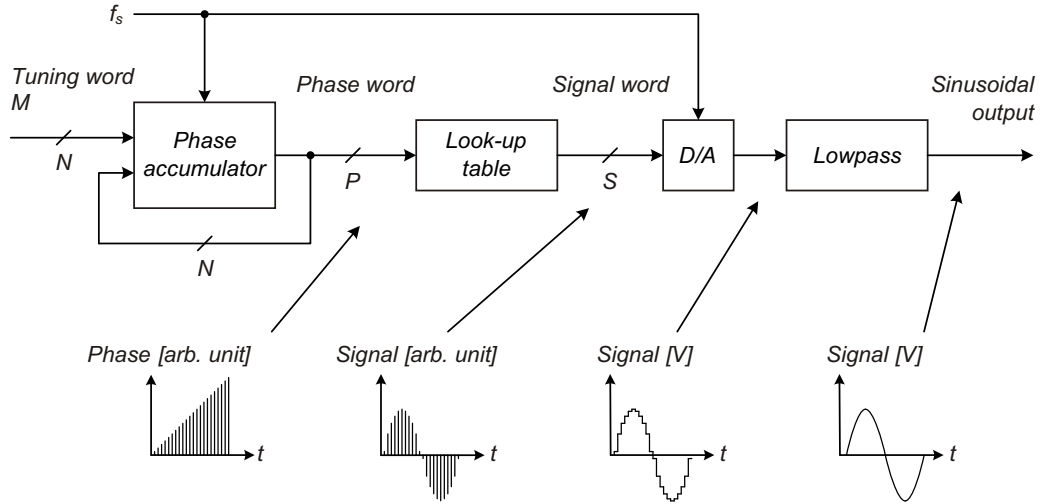 fs
Tuning word
M
Phase word
Signal word
Sinusoidal
output
N
Phase
accumulator
P
Look-up
table
S
D/A
Lowpass
N
Phase [arb. unit]
Signal [arb. unit]
Signal [V]
Signal [V]
t
t
t
t